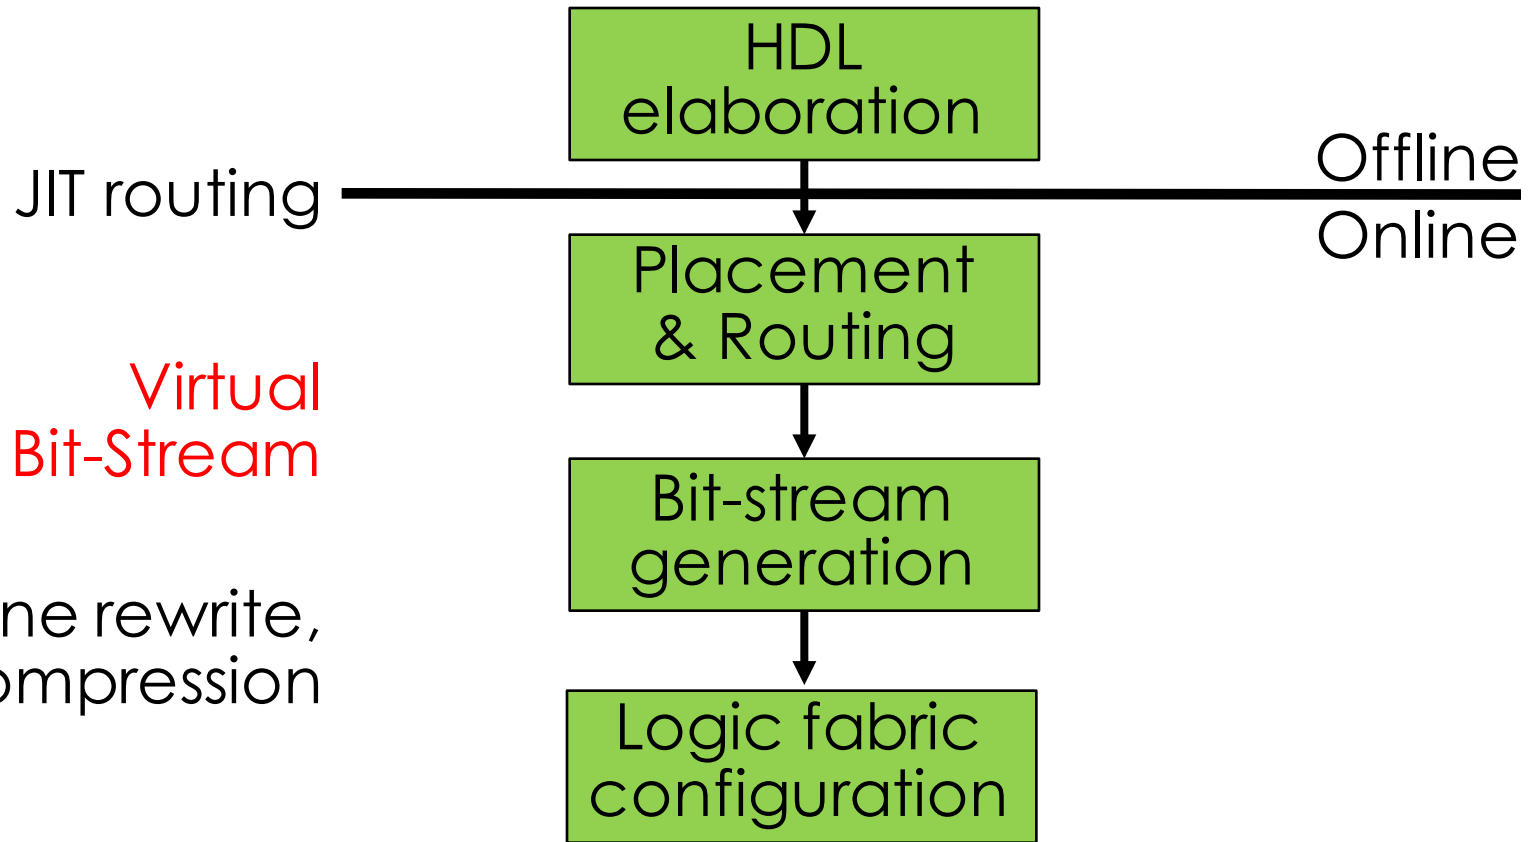 HDL
elaboration
JIT routing
Offline
Online
Placement
& Routing
Virtual
Bit-Stream
Bit-stream
generation
rewrite,
Logic fabric
configuration